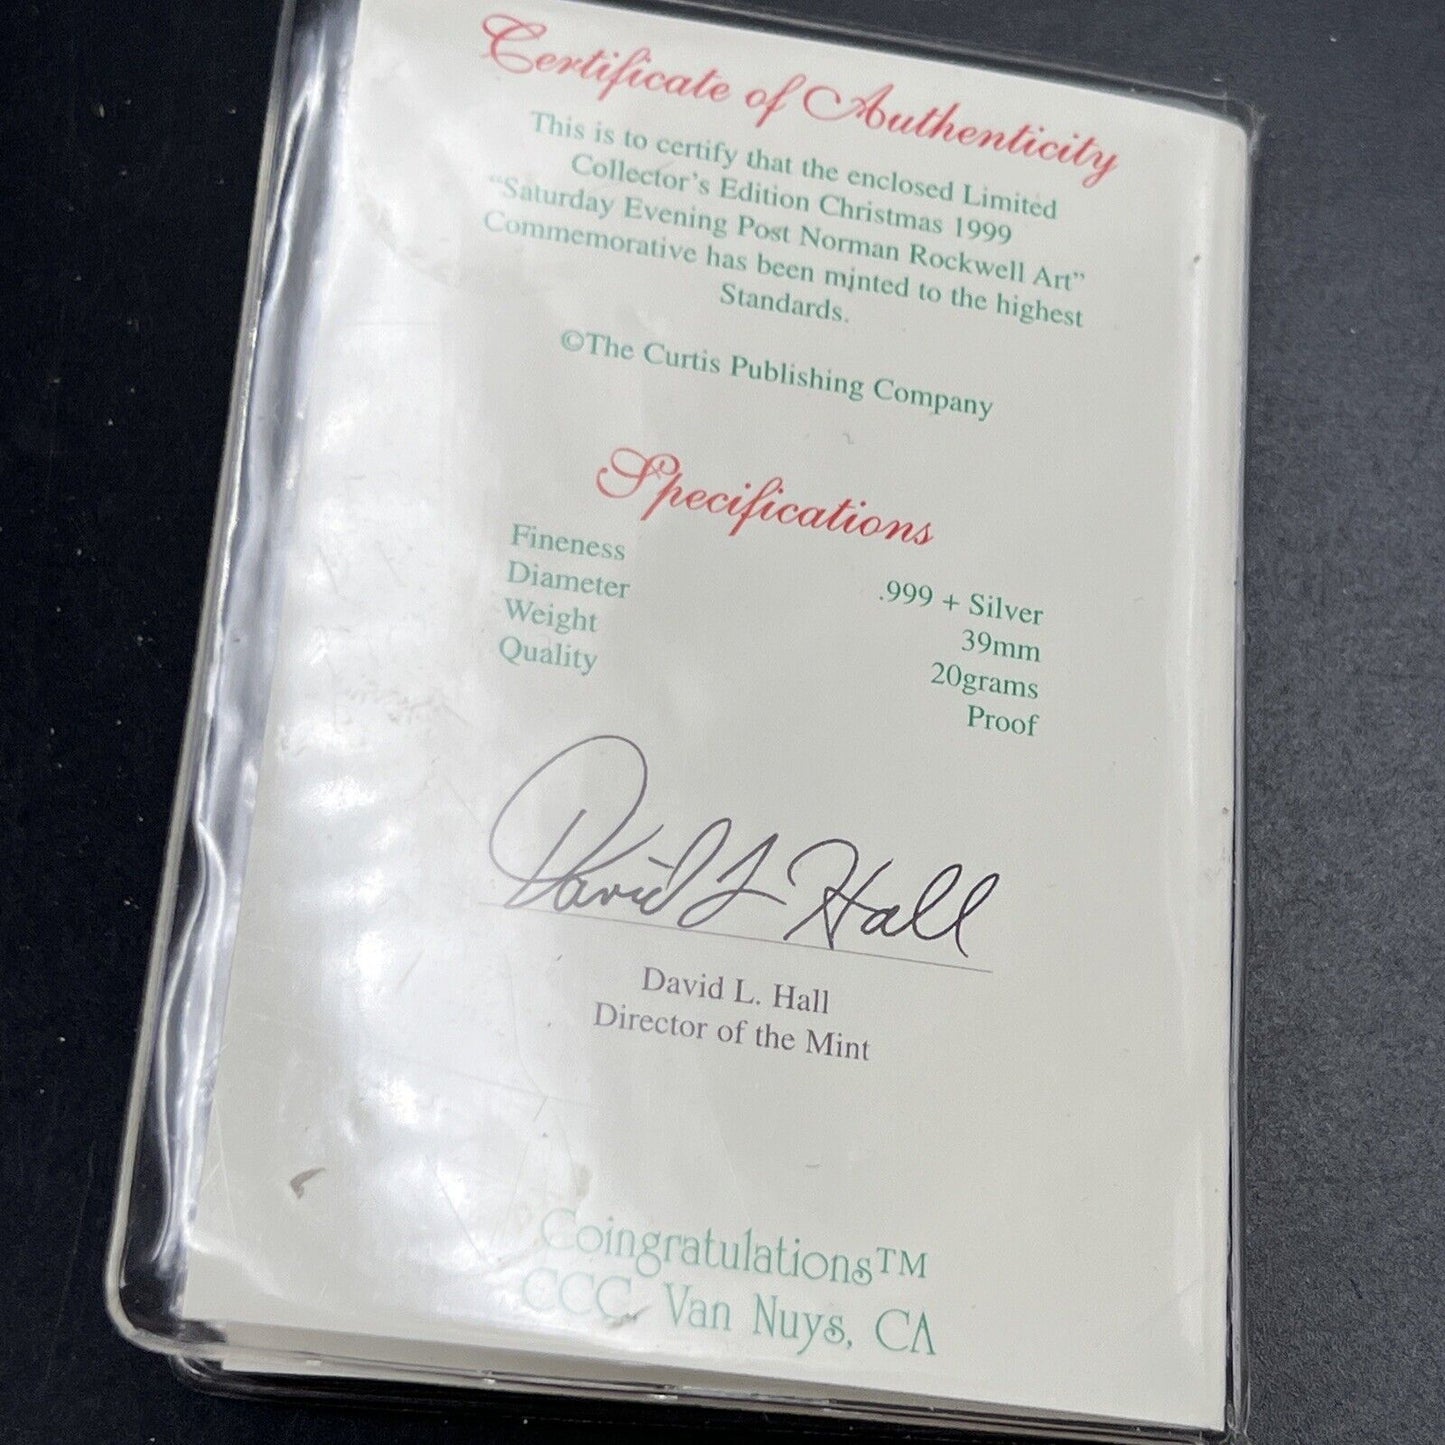 Certificate of Authenticity
This is to certify that the enclosed Limited
Collector's Edition Christmas 1999
"Saturday Evening Post Norman Rockwell Art"
Commemorative has been minted to the highest
Standards.
©The Curtis Publishing Company
Specifications
Fineness .999 + Silver
Diameter 39mm
Weight 20grams
Quality Proof
David L Hall
David L. Hall
Director of the Mint
Coingratulations™
CCC, Van Nuys, CA